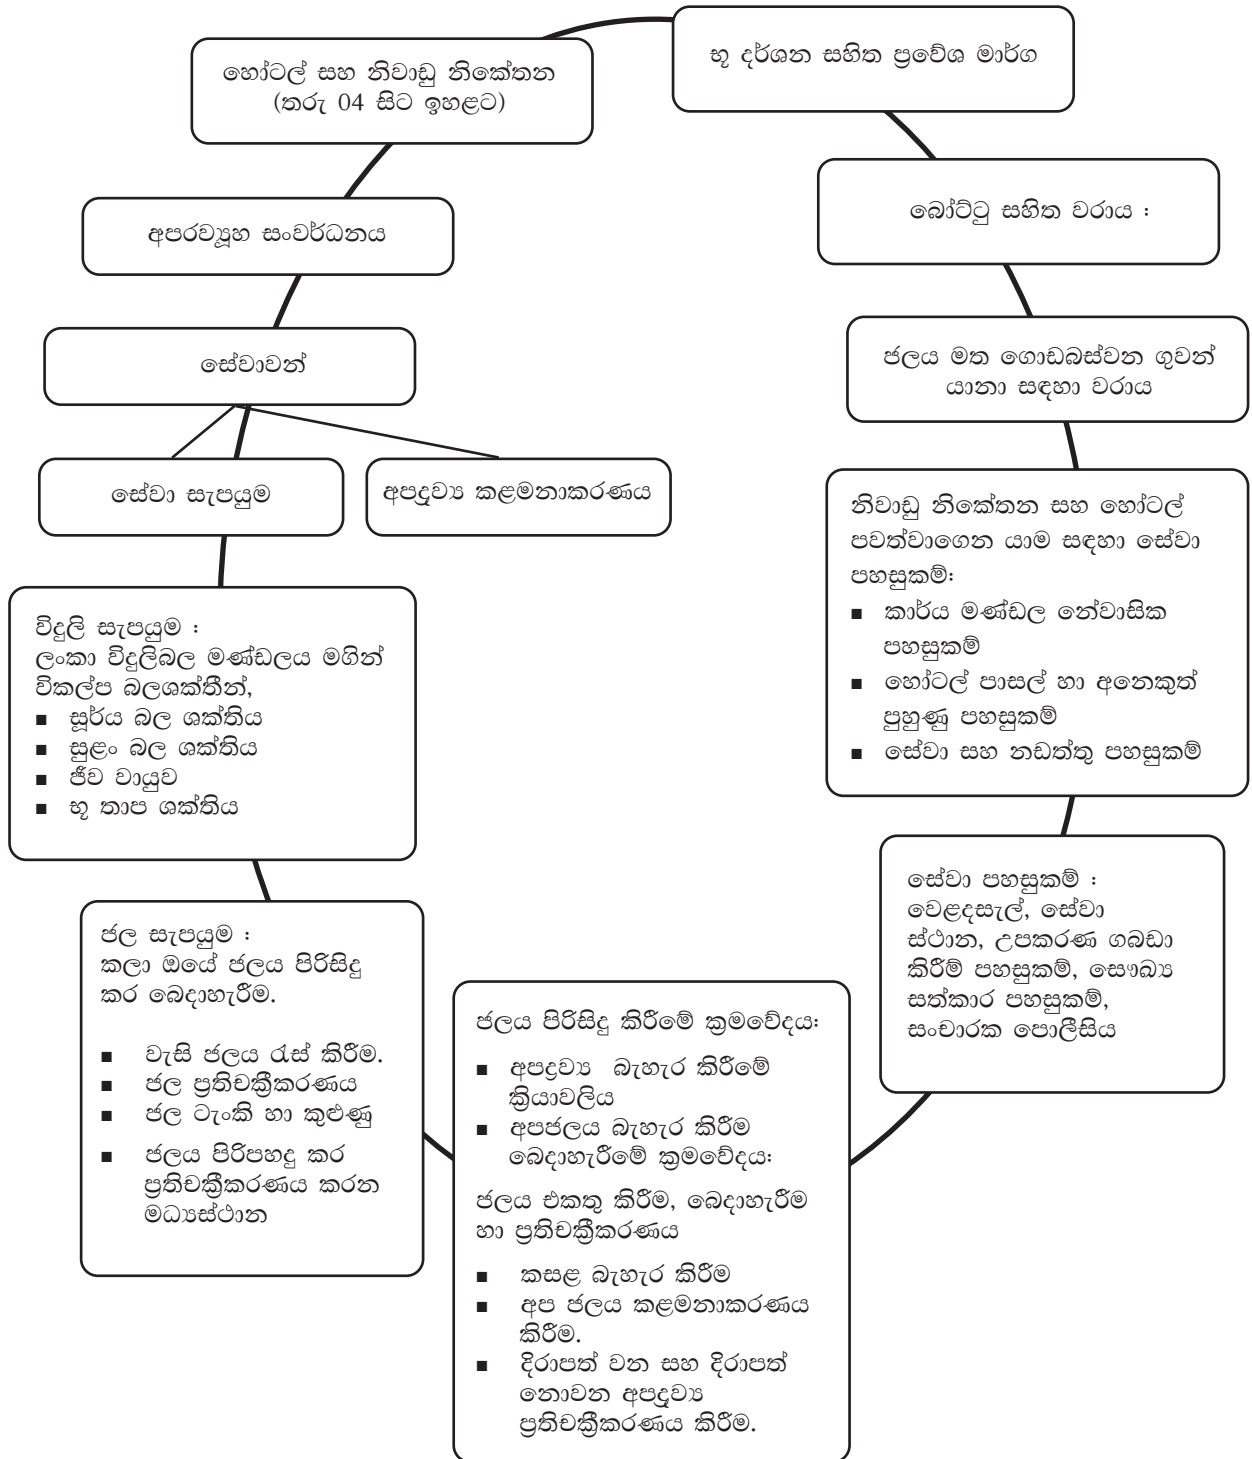 හෝටල් සහ නිවාඩු නිකේතන
(තරු 04 සිට ඉහළට)
භූ දර්ශන සහිත ප්‍රවේශ මාර්ග
අපරව්‍යූහ සංවර්ධනය
බෝට්ටු සහිත වරාය :
සේවාවන්
ජලය මත ගොඩබස්වන ගුවන්
යානා සඳහා වරාය
සේවා සැපයුම
අපද්‍රව්‍ය කළමනාකරණය
නිවාඩු නිකේතන සහ හෝටල්
පවත්වාගෙන යාම සඳහා සේවා
පහසුකම්:
▪ කාර්ය මණ්ඩල නේවාසික
පහසුකම්
▪ හෝටල් පාසල් හා අනෙකුත්
පුහුණු පහසුකම්
▪ සේවා සහ නඩත්තු පහසුකම්
විදුලි සැපයුම :
ලංකා විදුලිබල මණ්ඩලය මගින්
විකල්ප බලශක්තීන්,
▪ සූර්ය බල ශක්තිය
▪ සුළං බල ශක්තිය
▪ ජීව වායුව
▪ භූ තාප ශක්තිය
සේවා පහසුකම් :
වෙළදසැල්, සේවා
ස්ථාන, උපකරණ ගබඩා
කිරීම් පහසුකම්, සෞඛ්‍ය
සත්කාර පහසුකම්,
සංචාරක පොලීසිය
ජල සැපයුම :
කලා ඔයේ ජලය පිරිසිදු
කර බෙදාහැරීම.
▪ වැසි ජලය රැස් කිරීම.
▪ ජල ප්‍රතිචක්‍රීකරණය
▪ ජල ටැංකි හා කුළුණු
▪ ජලය පිරිපහදු කර
ප්‍රතිචක්‍රීකරණය කරන
මධ්‍යස්ථාන
ජලය පිරිසිදු කිරීමේ ක්‍රමවේදය:
▪ අපද්‍රව්‍ය බැහැර කිරීමේ
ක්‍රියාවලිය
▪ අපජලය බැහැර කිරීම
බෙදාහැරීමේ ක්‍රමවේදය:
ජලය එකතු කිරීම, බෙදාහැරීම
හා ප්‍රතිචක්‍රීකරණය
▪ කසළ බැහැර කිරීම
▪ අප ජලය කළමනාකරණය
කිරීම.
▪ දිරාපත් වන සහ දිරාපත්
නොවන අපද්‍රව්‍ය
ප්‍රතිචක්‍රීකරණය කිරීම.